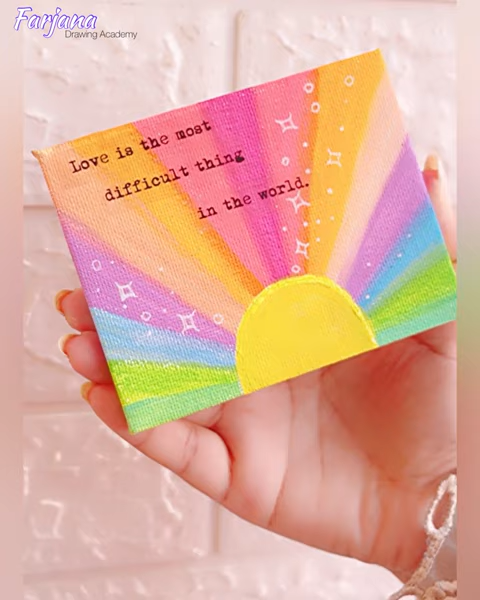 Farjana
Drawing Academy
Love is the most
difficult thing
in the world.